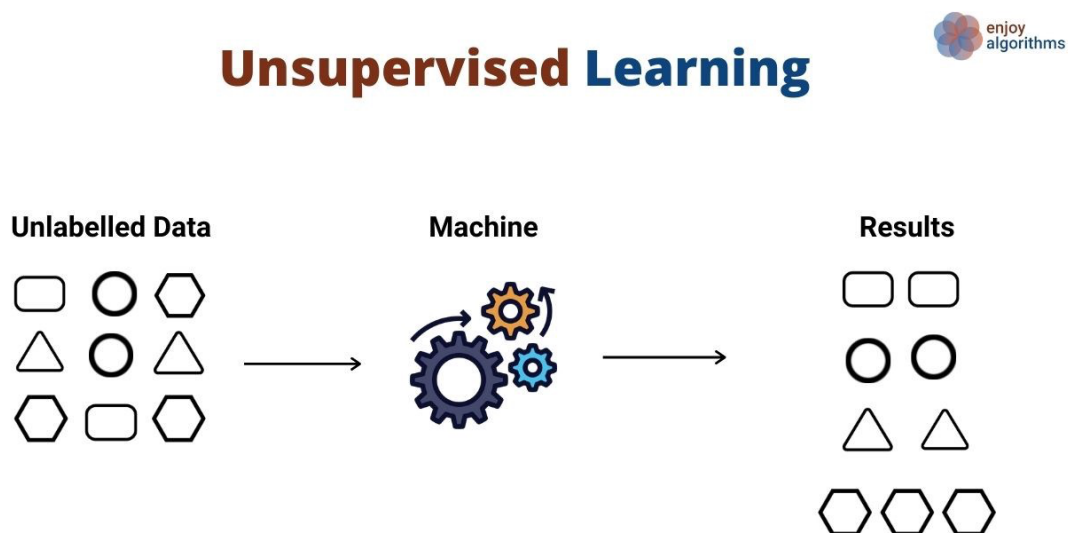 enjoy
algorithms
Unsupervised Learning
Unlabelled Data
Machine
Results